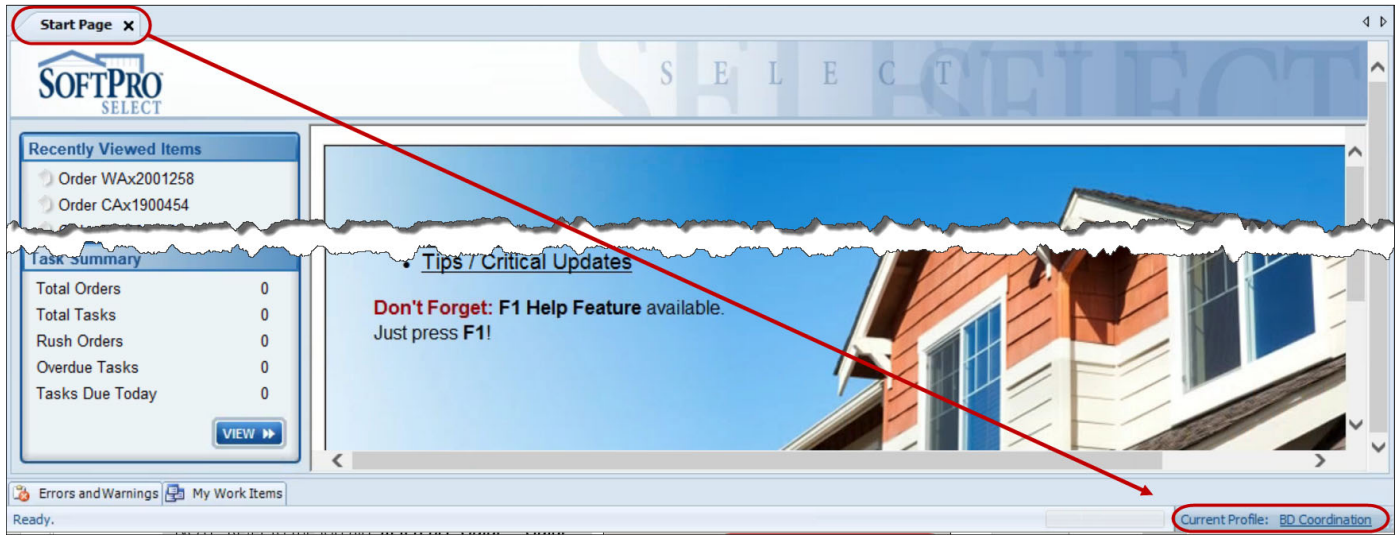 Start Page
SOFTPRO
SELECT
S E L E C T
SELECT
Recently Viewed Items
Order WAx2001258
Order CAx1900454
Task Summary
Total Orders 0
Total Tasks 0
Rush Orders 0
Overdue Tasks 0
Tasks Due Today 0
VIEW
• Tips / Critical Updates
Don't Forget: F1 Help Feature available.
Just press F1!
Errors and Warnings My Work Items
Ready.
Current Profile: BD Coordination